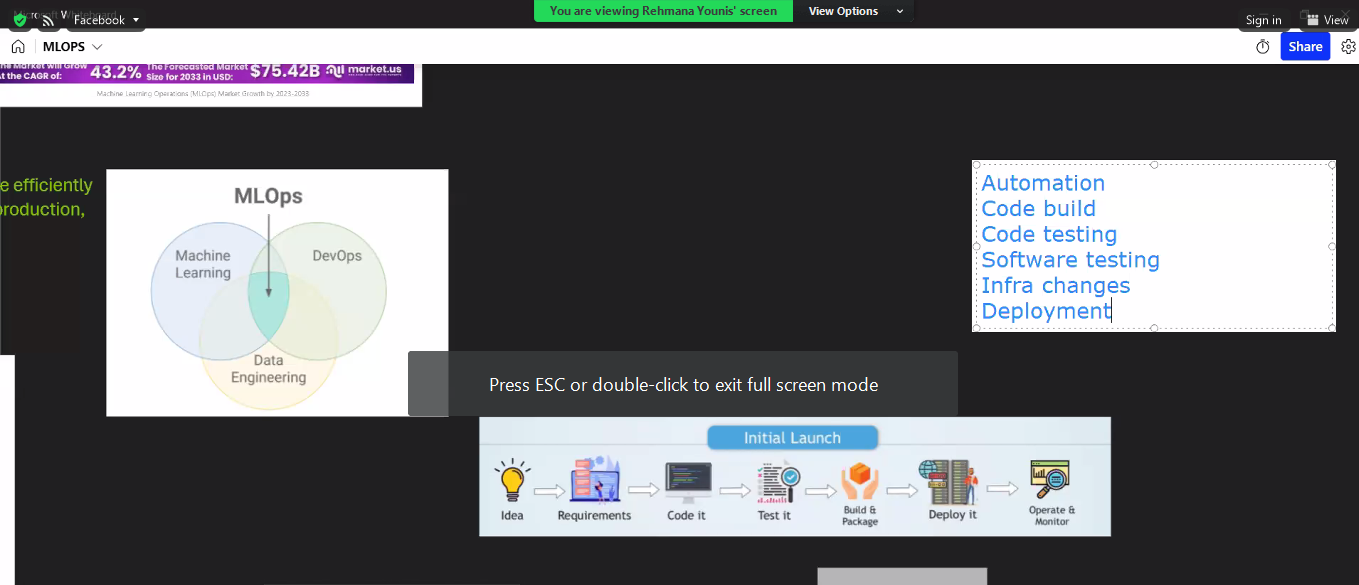 Facebook
You are viewing Rehmana Younis' screen
View Options
Sign in
View
MLOPS
Share
the Market will Grow
At the CAGR of:
43.2%
The Forecasted Market
Size for 2033 in USD:
$75.42B
market.us
Machine Learning Operations (MLOps) Market Growth by 2023-2033
e efficiently
production,
MLOps
Machine
Learning
DevOps
Data
Engineering
Automation
Code build
Code testing
Software testing
Infra changes
Deployment
Press ESC or double-click to exit full screen mode
Initial Launch
Idea
Requirements
Code it
Test it
Build &
Package
Deploy it
Operate &
Monitor